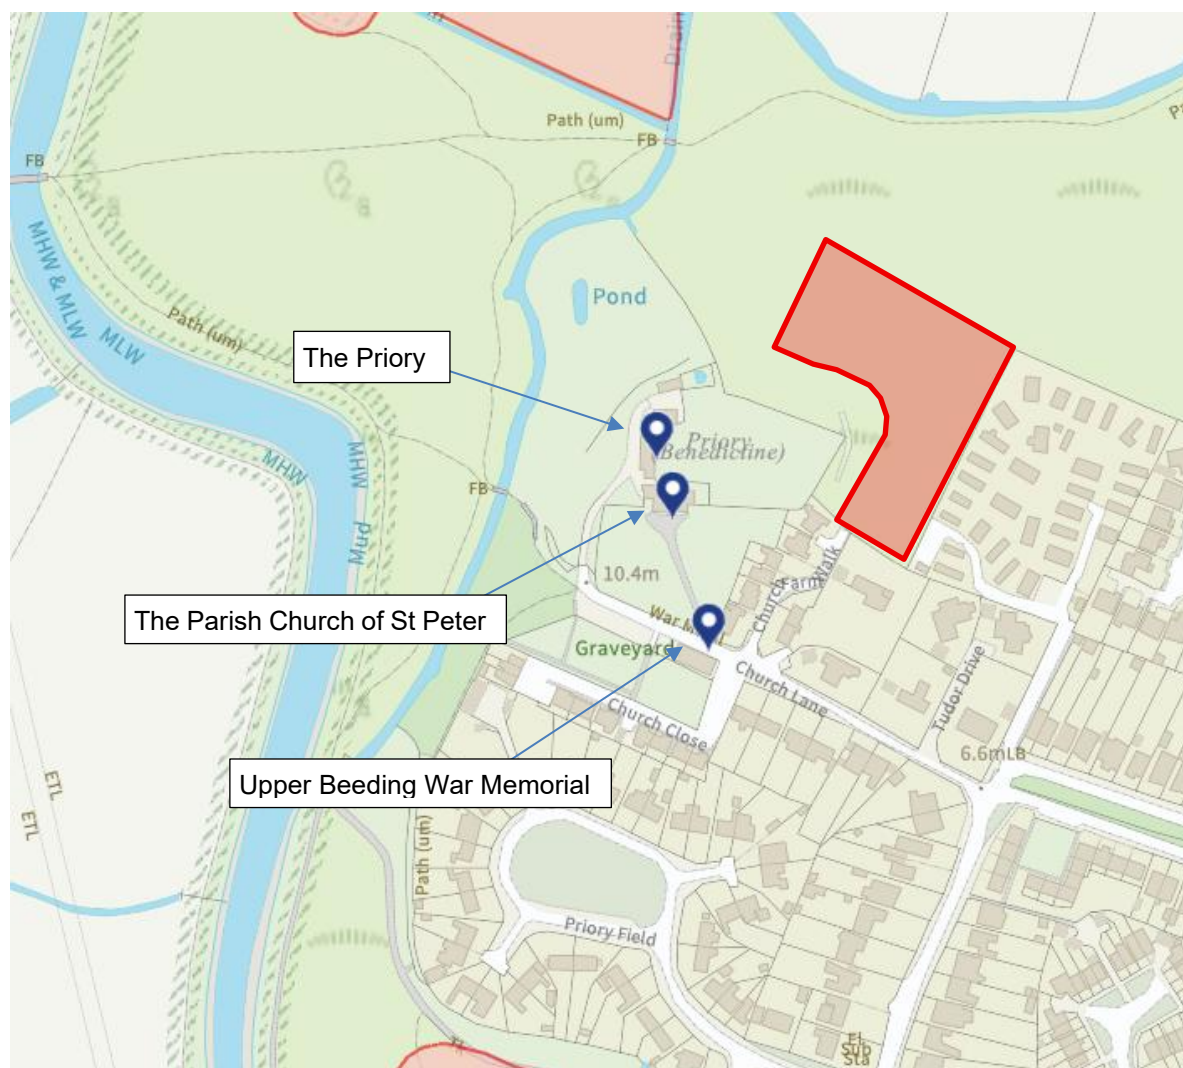 Drain
Path (um)
FB
FB
MHW & MLW
MLW
Path (um)
Pond
The Priory
Priory
(Benedictine)
MHW
MHW
Mud
FB
10.4m
The Parish Church of St Peter
War Meml
Graveyard
Church
Farm
Walk
Church Lane
Church Close
Tudor Drive
6.6m
LB
Upper Beeding War Memorial
ETL
ETL
Path (um)
Priory Field
El
Sub
Sta